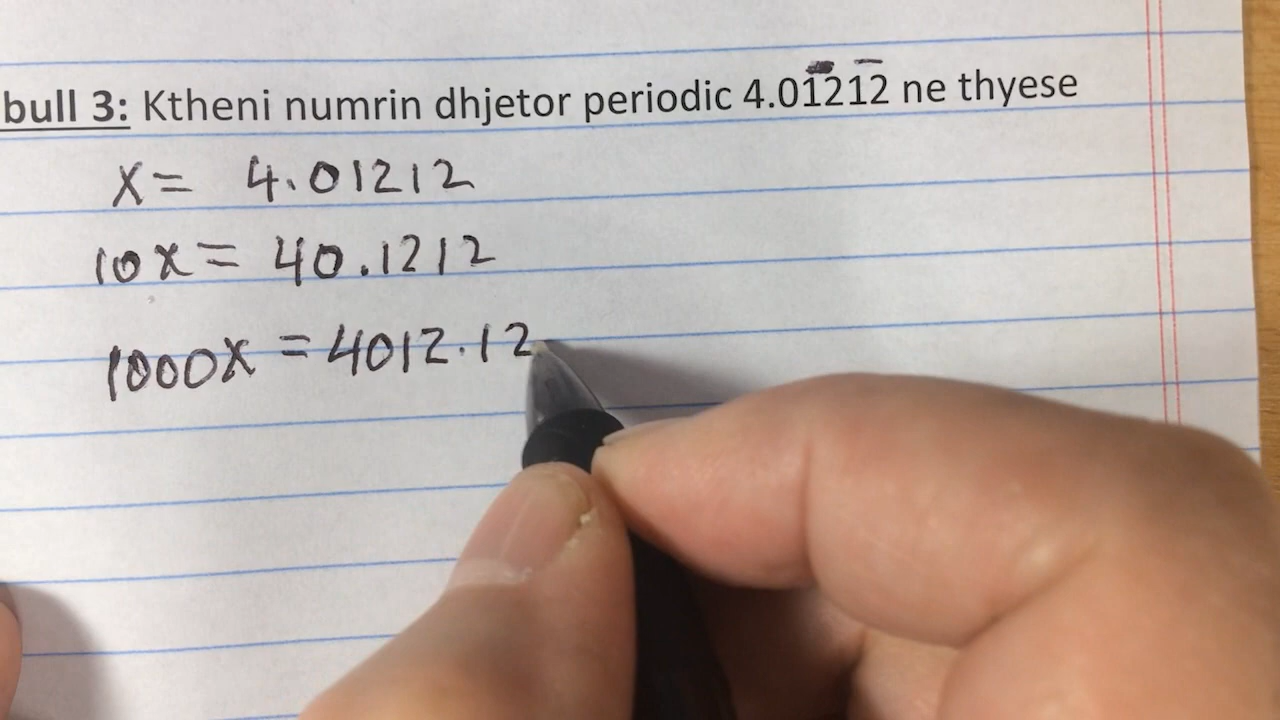 bull 3: Ktheni numrin dhjetor periodic 4.01212 ne thyese
x = 4.01212
10x = 40.1212
1000x = 4012.12